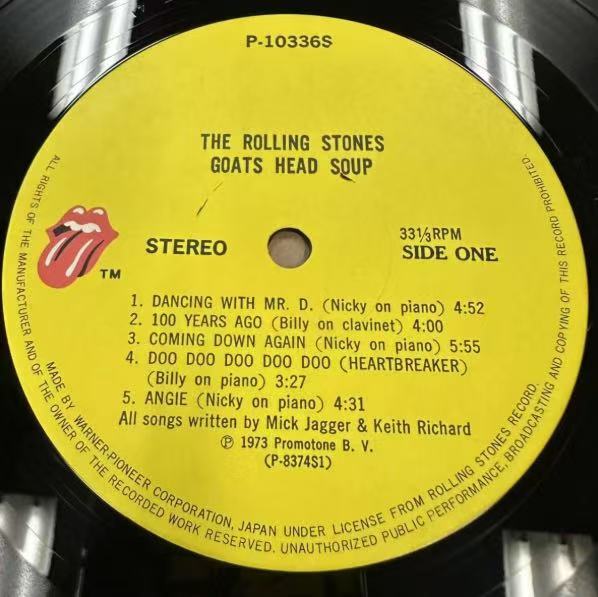 P-10336S
THE ROLLING STONES
GOATS HEAD SOUP
STEREO
33⅓RPM
SIDE ONE
TM
1. DANCING WITH MR. D. (Nicky on piano) 4:52
2. 100 YEARS AGO (Billy on clavinet) 4:00
3. COMING DOWN AGAIN (Nicky on piano) 5:55
4. DOO DOO DOO DOO DOO (HEARTBREAKER)
(Billy on piano) 3:27
5. ANGIE (Nicky on piano) 4:31
All songs written by Mick Jagger & Keith Richard
℗ 1973 Promotone B. V.
(P-8374S1)
MADE BY WARNER-PIONEER CORPORATION, JAPAN UNDER LICENSE FROM ROLLING STONES RECORD.
ALL RIGHTS OF THE MANUFACTURER AND OF THE OWNER OF THE RECORDED WORK RESERVED. UNAUTHORIZED PUBLIC PERFORMANCE, BROADCASTING AND COPYING OF THIS RECORD PROHIBITED.